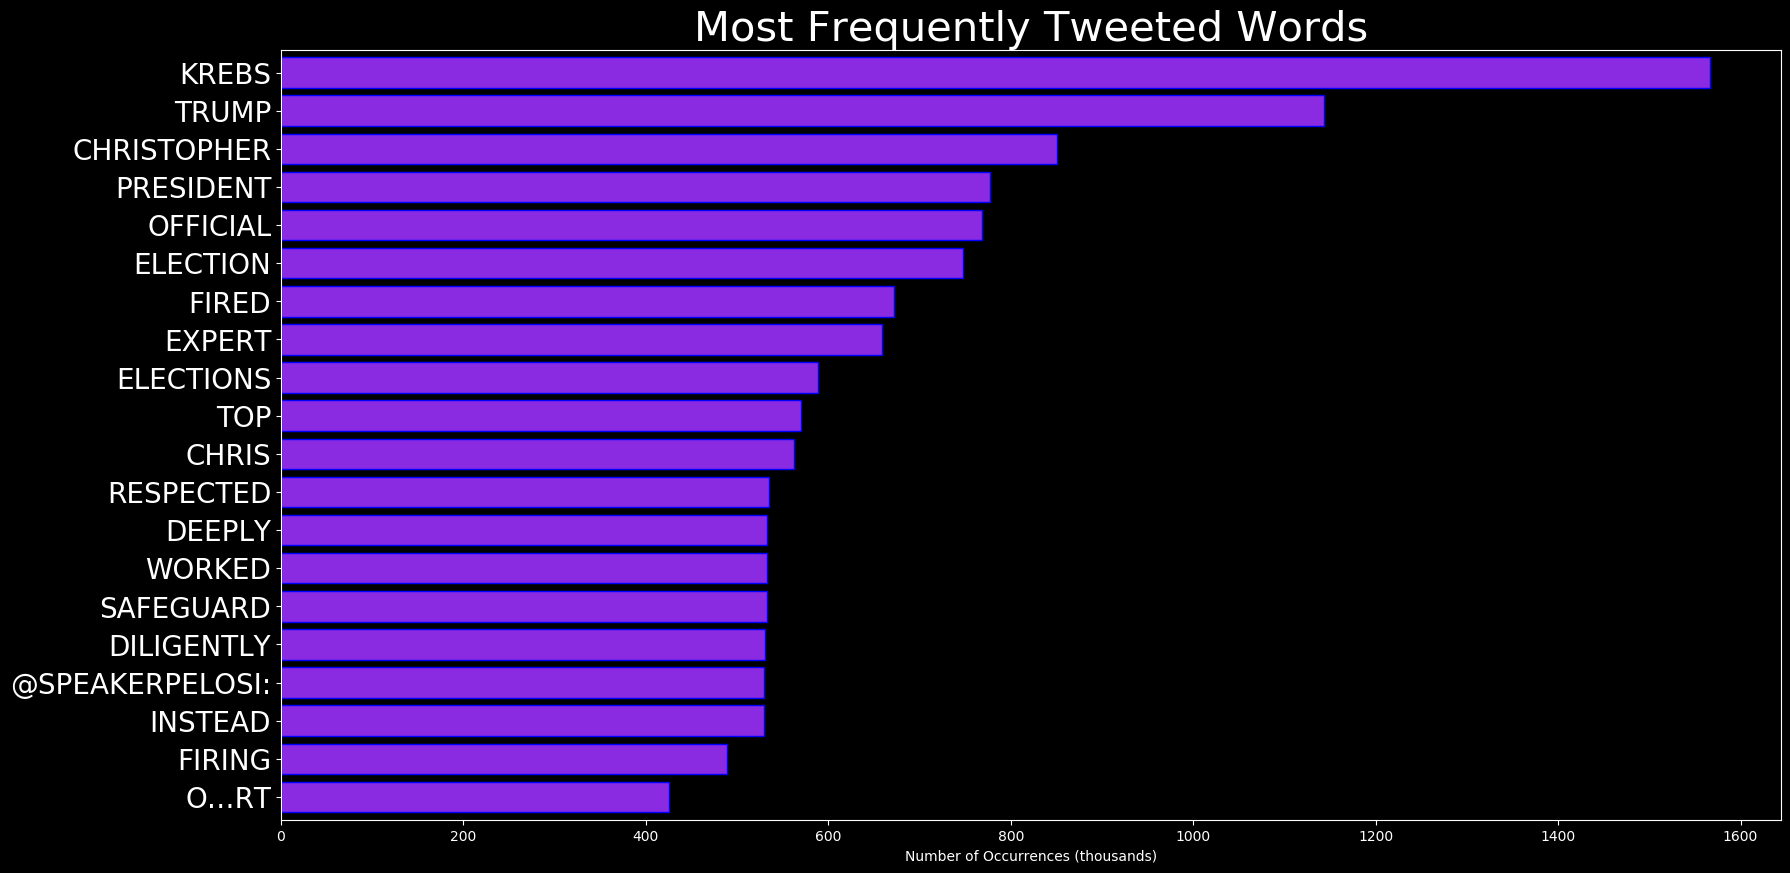 Most Frequently Tweeted Words
KREBS
TRUMP
CHRISTOPHER
PRESIDENT
OFFICIAL
ELECTION
FIRED
EXPERT
ELECTIONS
TOP
CHRIS
RESPECTED
DEEPLY
WORKED
SAFEGUARD
DILIGENTLY
@SPEAKERPELOSI:
INSTEAD
FIRING
O…RT
0 200 400 600 800 1000 1200 1400 1600
Number of Occurrences (thousands)